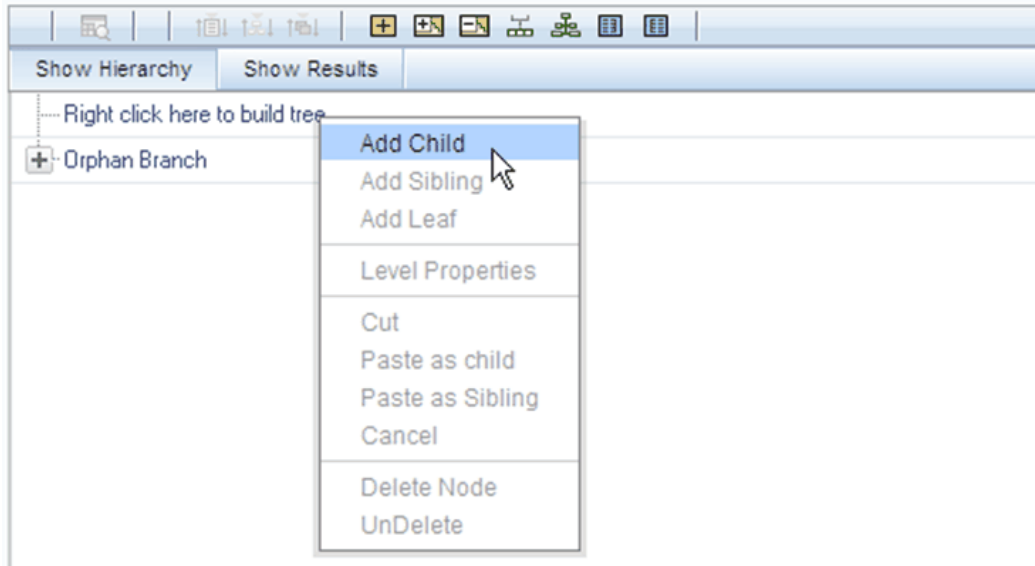 Show Hierarchy
Show Results
Right click here to build tree
Orphan Branch
Add Child
Add Sibling
Add Leaf
Level Properties
Cut
Paste as child
Paste as Sibling
Cancel
Delete Node
UnDelete